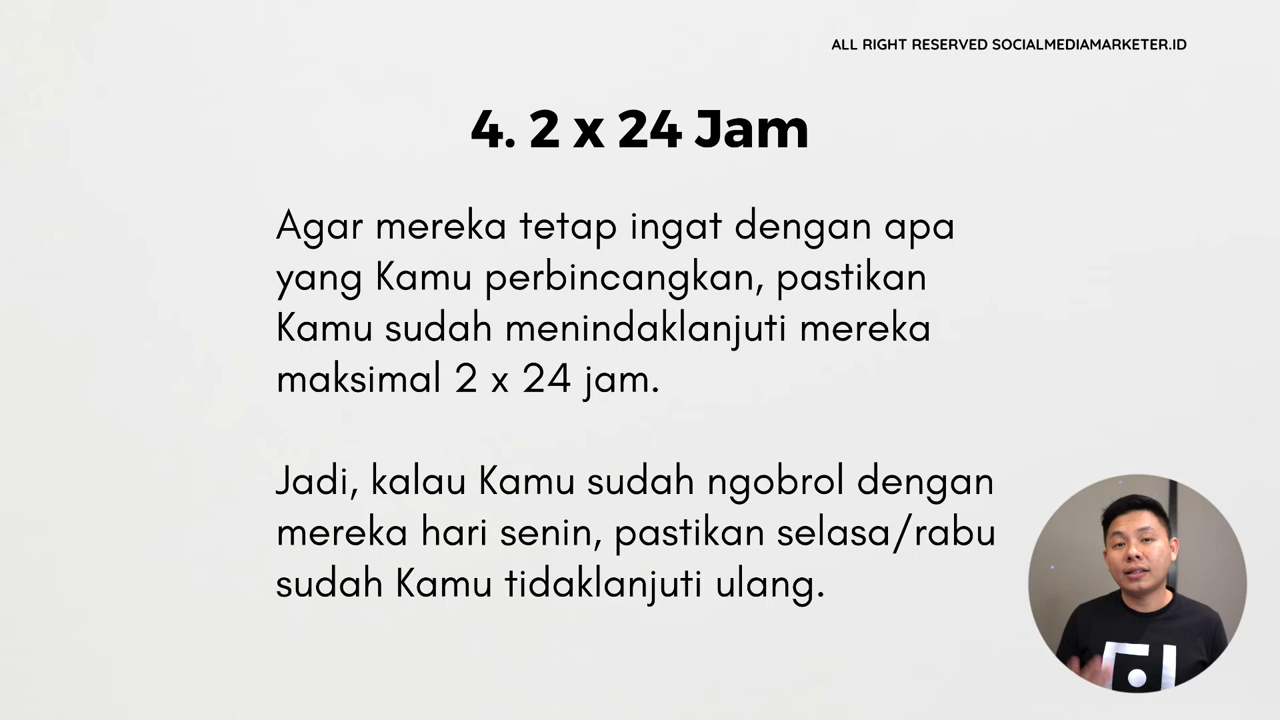 ALL RIGHT RESERVED SOCIALMEDIAMARKETER.ID
4. 2 x 24 Jam
Agar mereka tetap ingat dengan apa
yang Kamu perbincangkan, pastikan
Kamu sudah menindaklanjuti mereka
maksimal 2 x 24 jam.
Jadi, kalau Kamu sudah ngobrol dengan
mereka hari senin, pastikan selasa/rabu
sudah Kamu tidaklanjuti ulang.